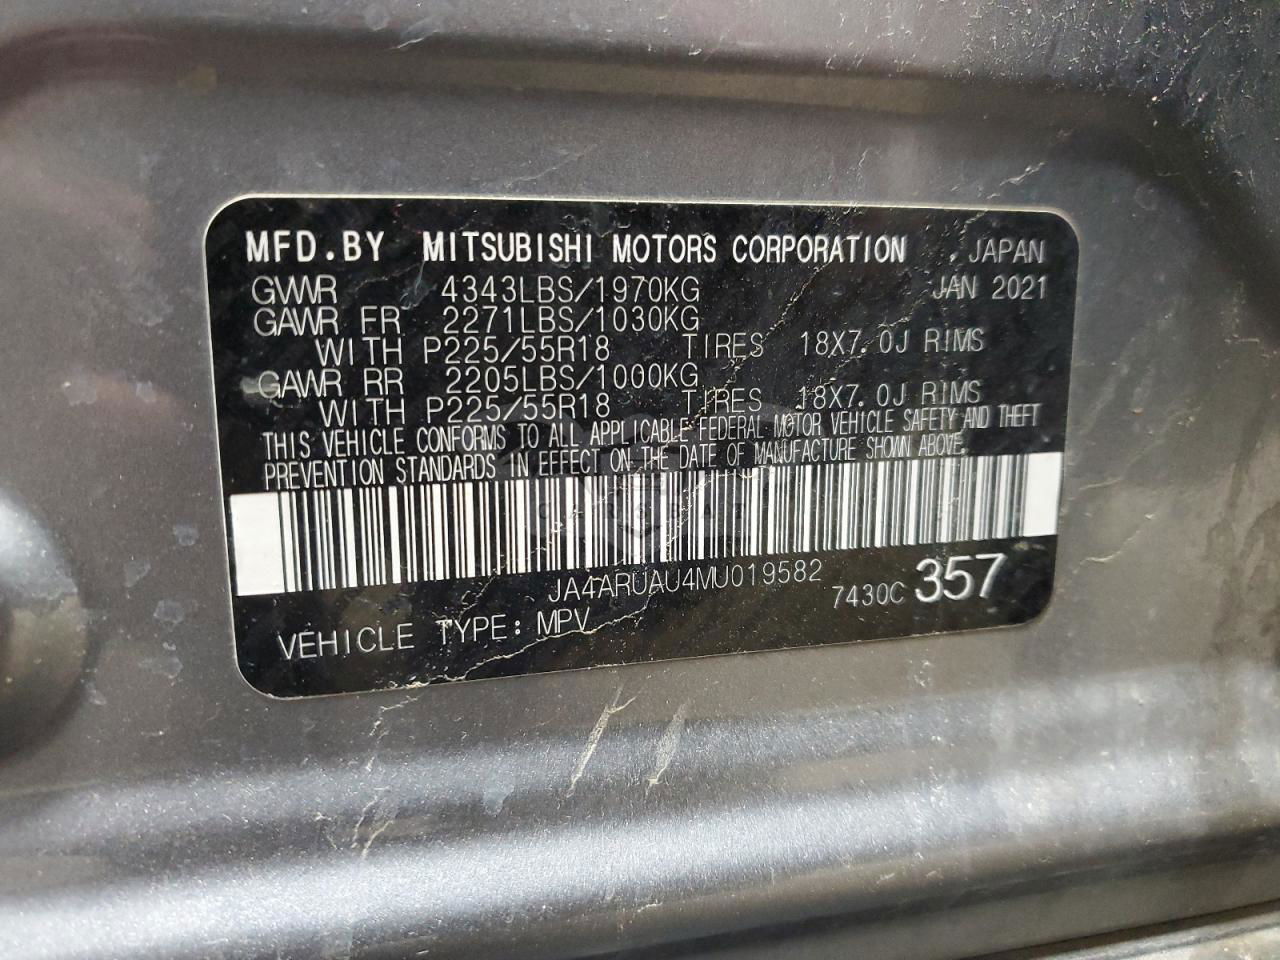 MFD.BY MITSUBISHI MOTORS CORPORATION JAPAN
GVWR 4343LBS/1970KG JAN 2021
GAWR FR 2271LBS/1030KG
WITH P225/55R18 TIRES 18X7.0J RIMS
GAWR RR 2205LBS/1000KG
WITH P225/55R18 TIRES 18X7.0J RIMS
THIS VEHICLE CONFORMS TO ALL APPLICABLE FEDERAL MOTOR VEHICLE SAFETY AND THEFT
PREVENTION STANDARDS IN EFFECT ON THE DATE OF MANUFACTURE SHOWN ABOVE.
JA4ARUAU4MU019582 7430C 357
VEHICLE TYPE: MPV